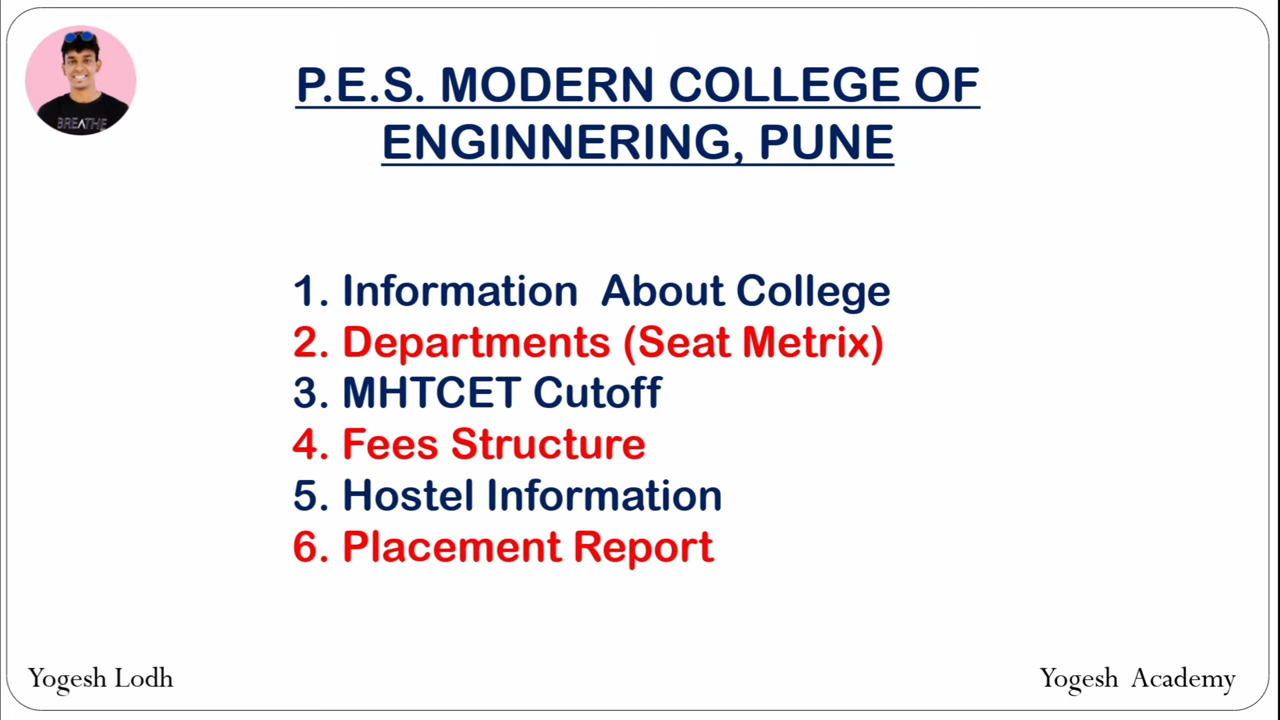 BREATHE
P.E.S. MODERN COLLEGE OF
ENGINNERING, PUNE
1. Information About College
2. Departments (Seat Metrix)
3. MHTCET Cutoff
4. Fees Structure
5. Hostel Information
6. Placement Report
Yogesh Lodh
Yogesh Academy